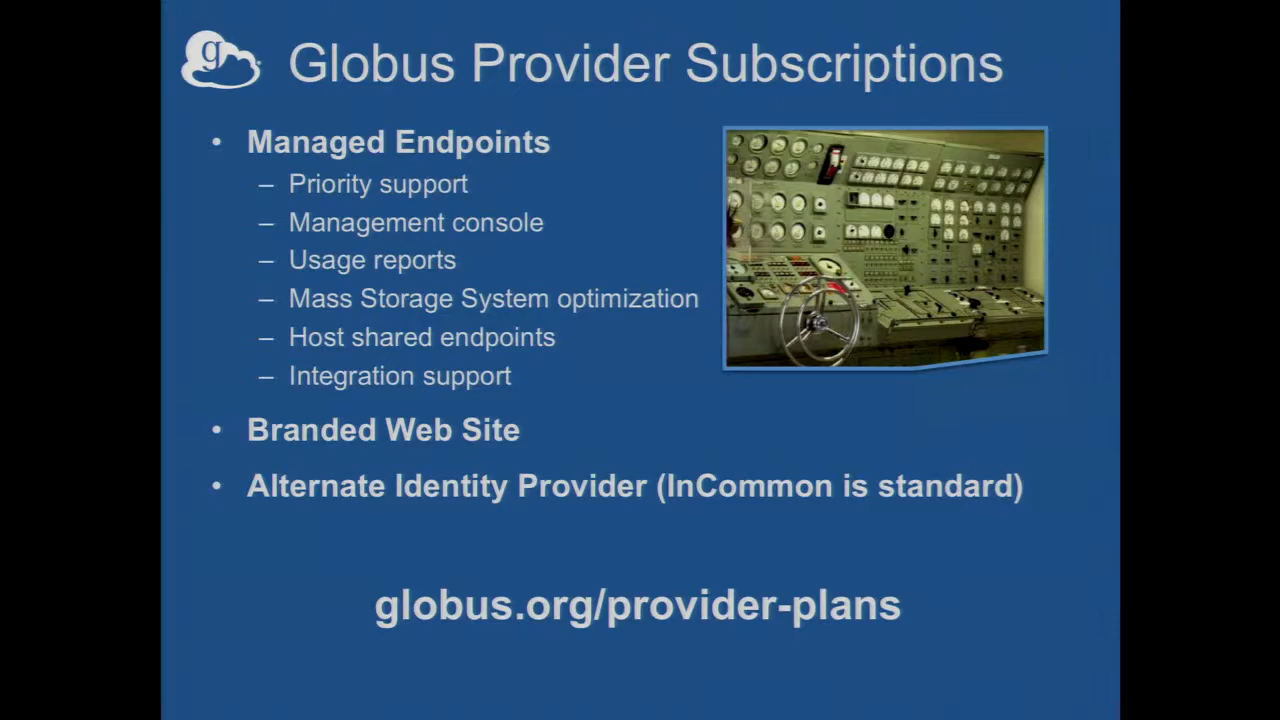 g
Globus Provider Subscriptions
• Managed Endpoints
– Priority support
– Management console
– Usage reports
– Mass Storage System optimization
– Host shared endpoints
– Integration support
• Branded Web Site
• Alternate Identity Provider (InCommon is standard)
globus.org/provider-plans